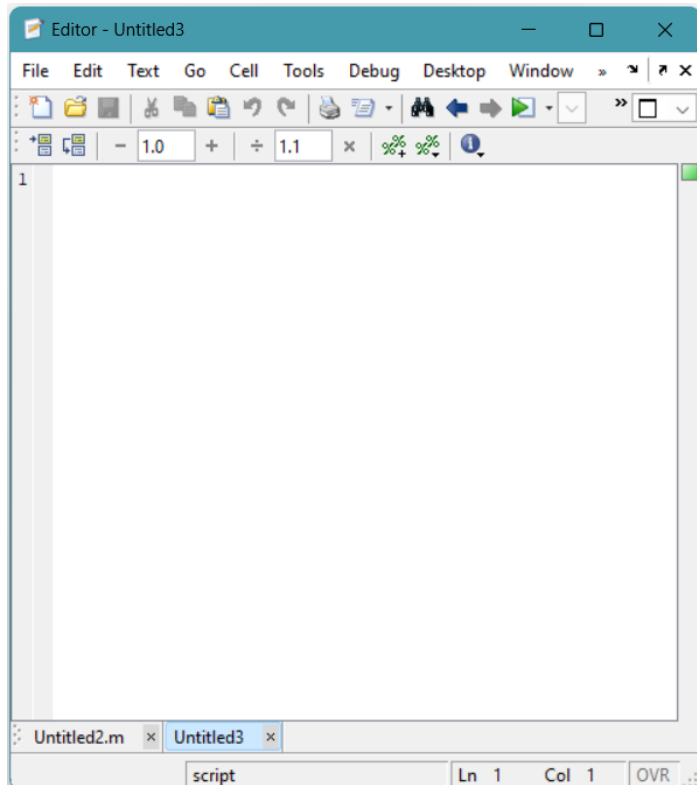 Editor - Untitled3
File Edit Text Go Cell Tools Debug Desktop Window »
»
− 1.0 + ÷ 1.1 ×
1
Untitled2.m × Untitled3 ×
script Ln 1 Col 1 OVR